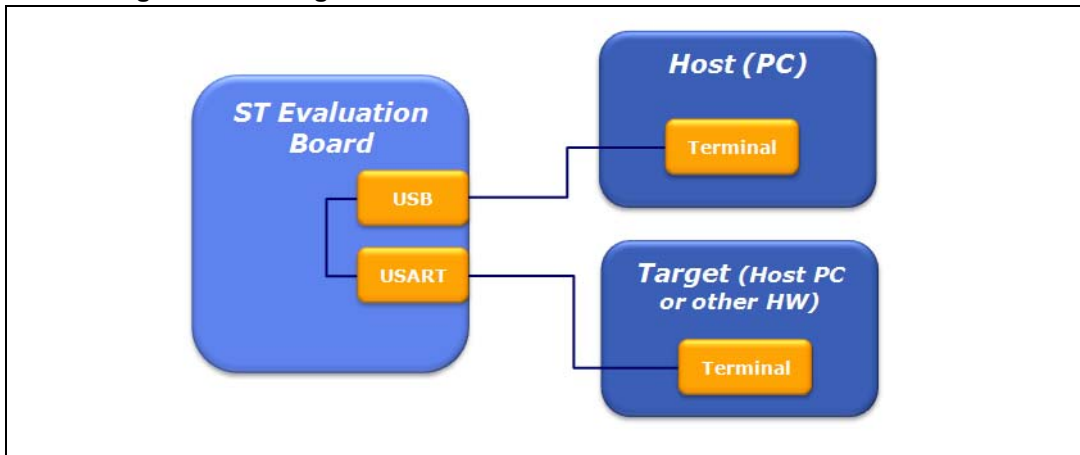 ST Evaluation
Board
USB
USART
Host (PC)
Terminal
Target (Host PC
or other HW)
Terminal